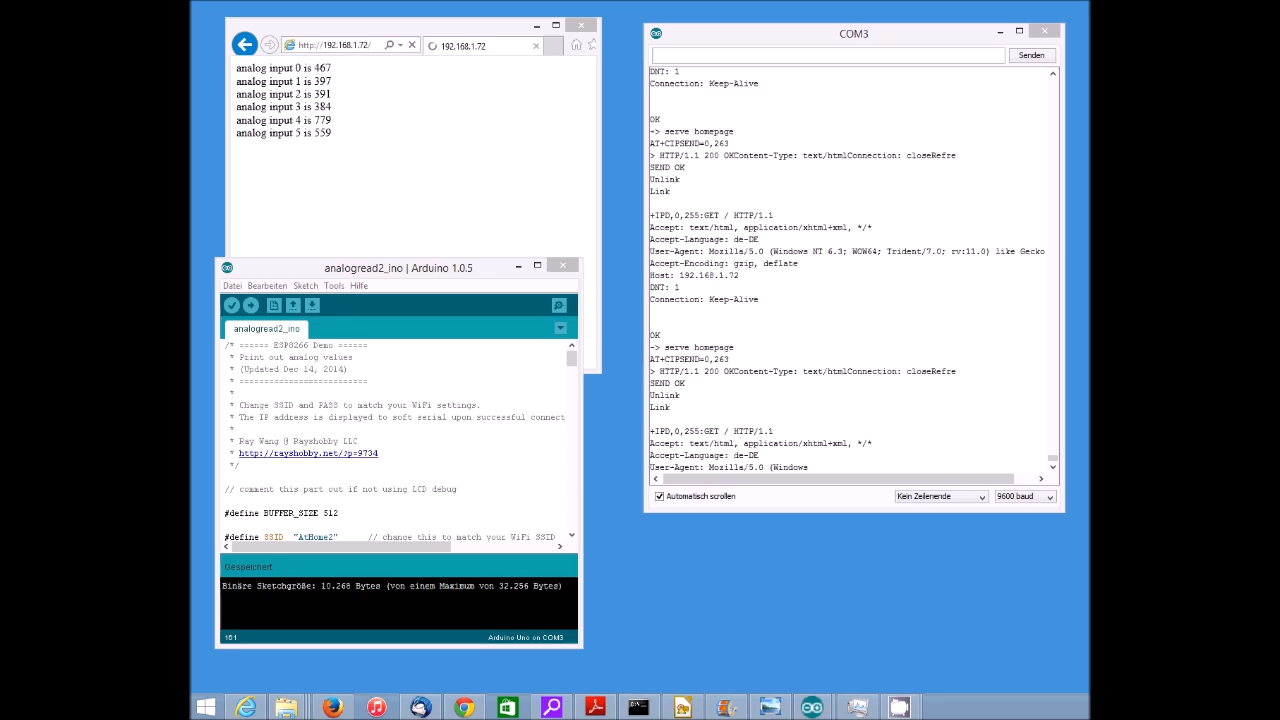 http://192.168.1.72/
192.168.1.72
analog input 0 is 467
analog input 1 is 397
analog input 2 is 391
analog input 3 is 384
analog input 4 is 779
analog input 5 is 559
analogread2_ino | Arduino 1.0.5
Datei Bearbeiten Sketch Tools Hilfe
analogread2_ino
/* ====== ESP8266 Demo ======
* Print out analog values
* (Updated Dec 14, 2014)
* ==========================
*
* Change SSID and PASS to match your WiFi settings.
* The IP address is displayed to soft serial upon successful connect
*
* Ray Wang @ Rayshobby LLC
* http://rayshobby.net/?p=9734
*/
// comment this part out if not using LCD debug
#define BUFFER_SIZE 512
#define SSID "AtHome2" // change this to match your WiFi SSID
Gespeichert
Binäre Sketchgröße: 10.268 Bytes (von einem Maximum von 32.256 Bytes)
161 Arduino Uno on COM3
COM3
Senden
DNT: 1
Connection: Keep-Alive
OK
-> serve homepage
AT+CIPSEND=0,263
> HTTP/1.1 200 OKContent-Type: text/htmlConnection: closeRefre
SEND OK
Unlink
Link
+IPD,0,255:GET / HTTP/1.1
Accept: text/html, application/xhtml+xml, */*
Accept-Language: de-DE
User-Agent: Mozilla/5.0 (Windows NT 6.3; WOW64; Trident/7.0; rv:11.0) like Gecko
Accept-Encoding: gzip, deflate
Host: 192.168.1.72
DNT: 1
Connection: Keep-Alive
OK
-> serve homepage
AT+CIPSEND=0,263
> HTTP/1.1 200 OKContent-Type: text/htmlConnection: closeRefre
SEND OK
Unlink
Link
+IPD,0,255:GET / HTTP/1.1
Accept: text/html, application/xhtml+xml, */*
Accept-Language: de-DE
User-Agent: Mozilla/5.0 (Windows
Automatisch scrollen
Kein Zeilenende
9600 baud